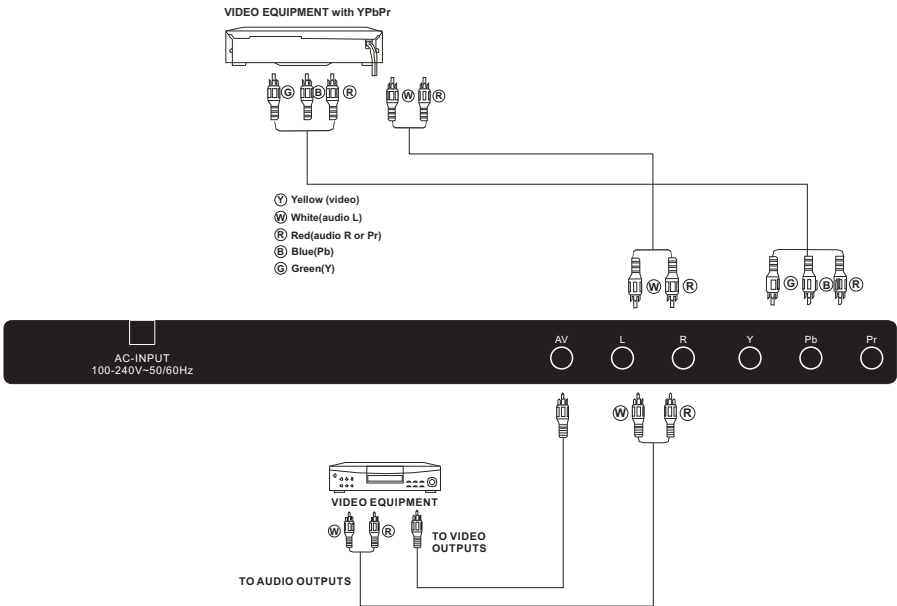 VIDEO EQUIPMENT with YPbPr
G B R W R
Y Yellow (video)
W White(audio L)
R Red(audio R or Pr)
B Blue(Pb)
G Green(Y)
W R G B R
AC-INPUT
100-240V~50/60Hz
AV L R Y Pb Pr
W R
VIDEO EQUIPMENT
W R
TO VIDEO
OUTPUTS
TO AUDIO OUTPUTS